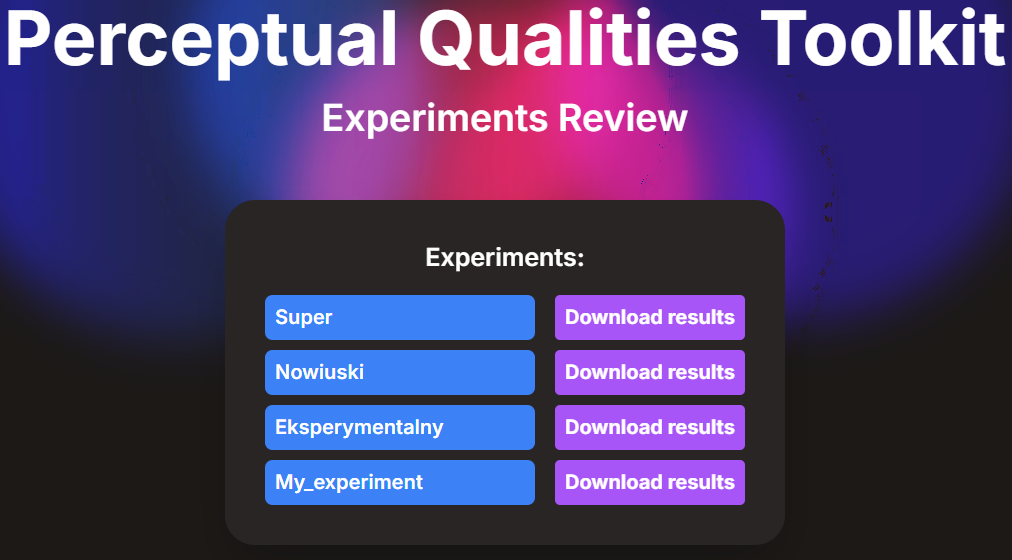 Perceptual Qualities Toolkit
Experiments Review
Experiments:
Super Download results
Nowiuski Download results
Eksperymentalny Download results
My_experiment Download results